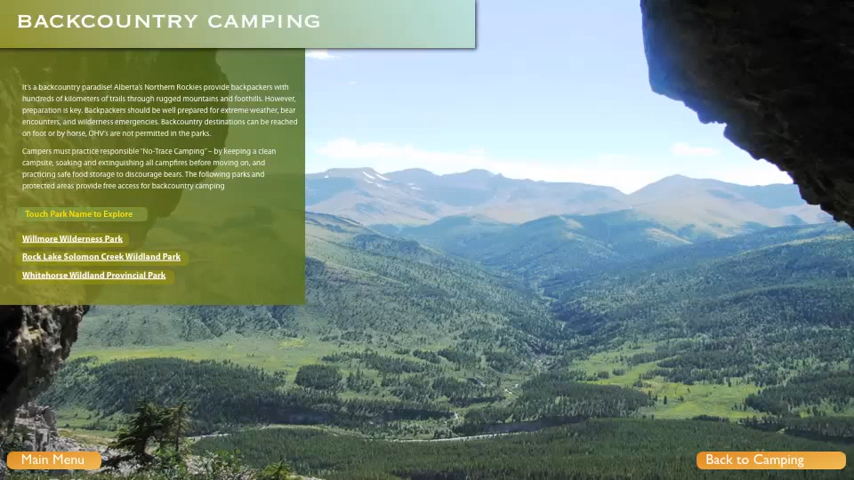 BACKCOUNTRY CAMPING
It's a backcountry paradise! Alberta's Northern Rockies provide backpackers with
hundreds of kilometers of trails through rugged mountains and foothills. However,
preparation is key. Backpackers should be well prepared for extreme weather, bear
encounters, and wilderness emergencies. Backcountry destinations can be reached
on foot or by horse, OHV's are not permitted in the parks.
Campers must practice responsible "No-Trace Camping" – by keeping a clean
campsite, soaking and extinguishing all campfires before moving on, and
practicing safe food storage to discourage bears. The following parks and
protected areas provide free access for backcountry camping
Touch Park Name to Explore
Willmore Wilderness Park
Rock Lake Solomon Creek Wildland Park
Whitehorse Wildland Provincial Park
Main Menu
Back to Camping